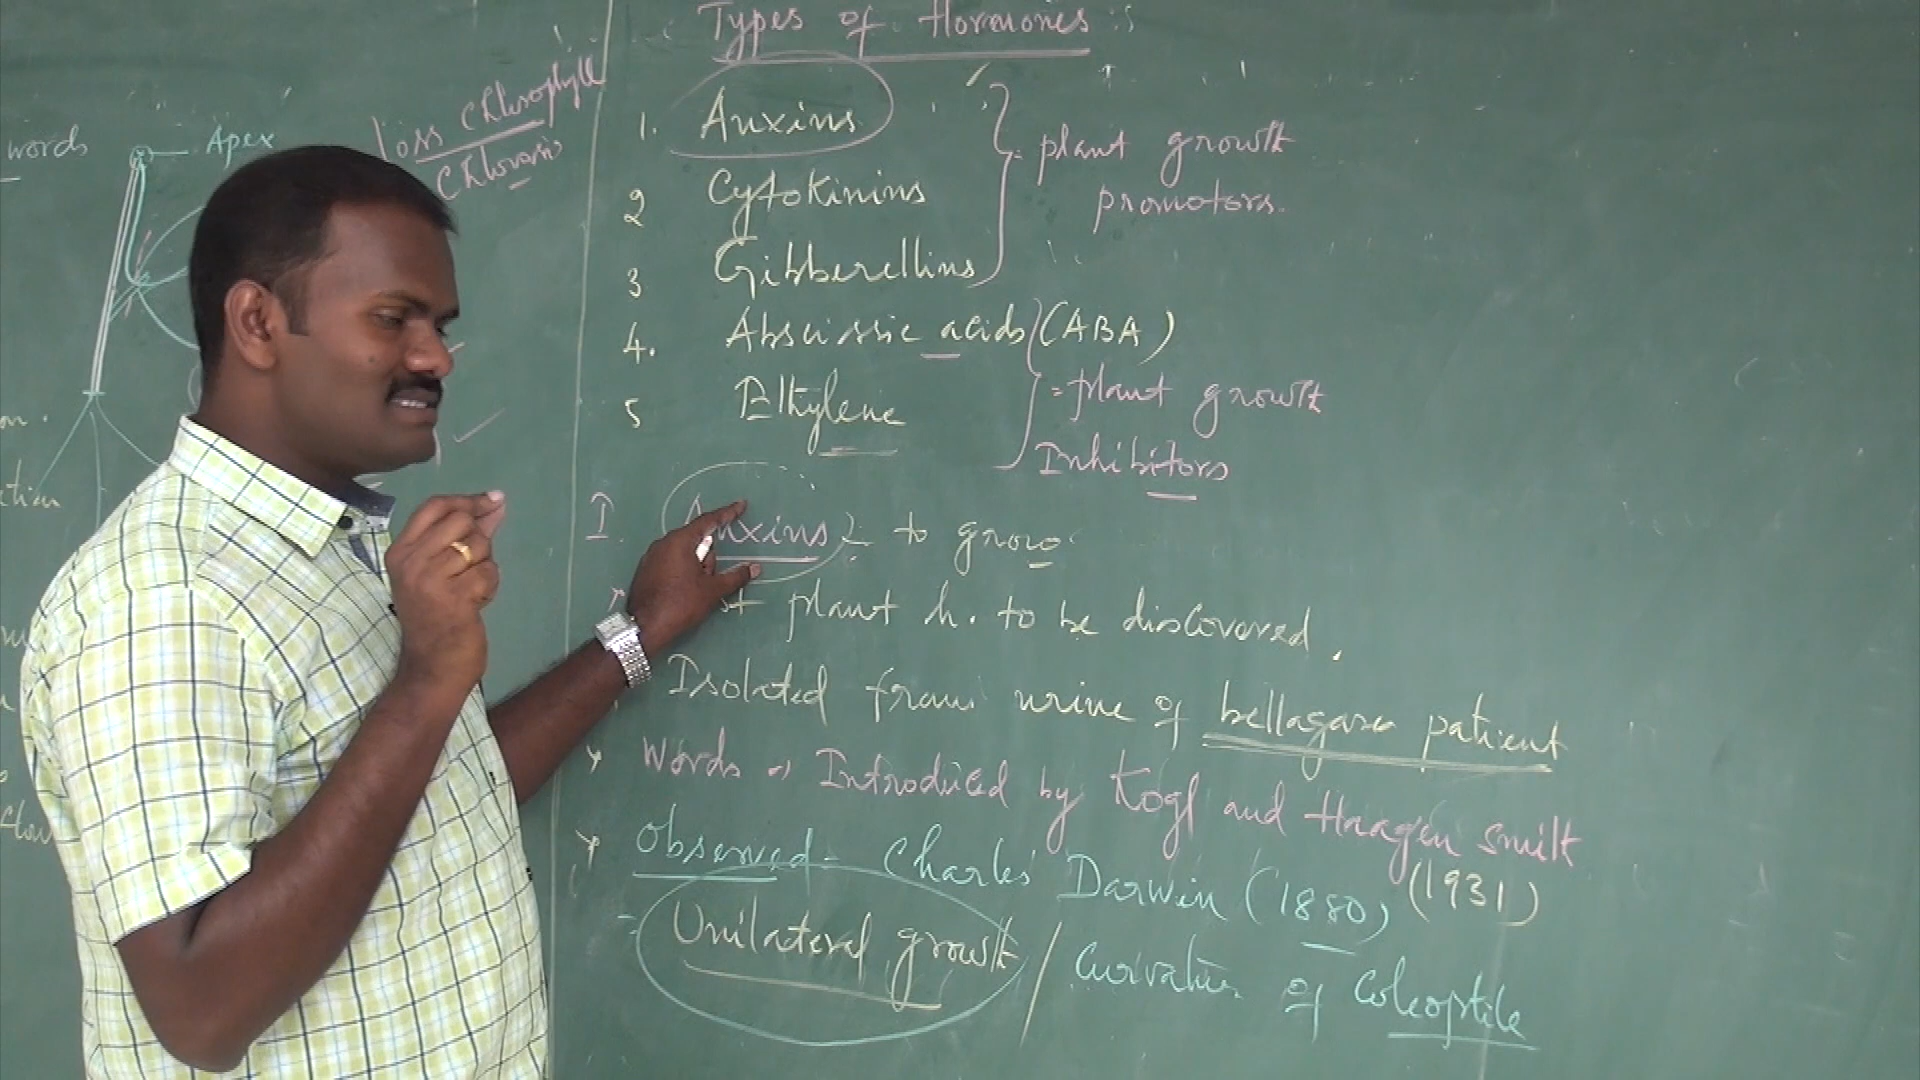 Types of Hormones
1. Auxins
2 Cytokinins
3 Gibberellins
= plant growth
promotors.
4. Abscissic acids (ABA)
5 Ethylene
= plant growth
Inhibitors
I. Auxins : to grow
plant h. to be discovered.
Isolated from urine of bellagara patient
Words Introduced by Kogl and Haagen Smith
(1931)
Observed - Charles Darwin (1880)
Unilateral growth / Curvature of Coleoptile
words
Apex
loss chlorophyll